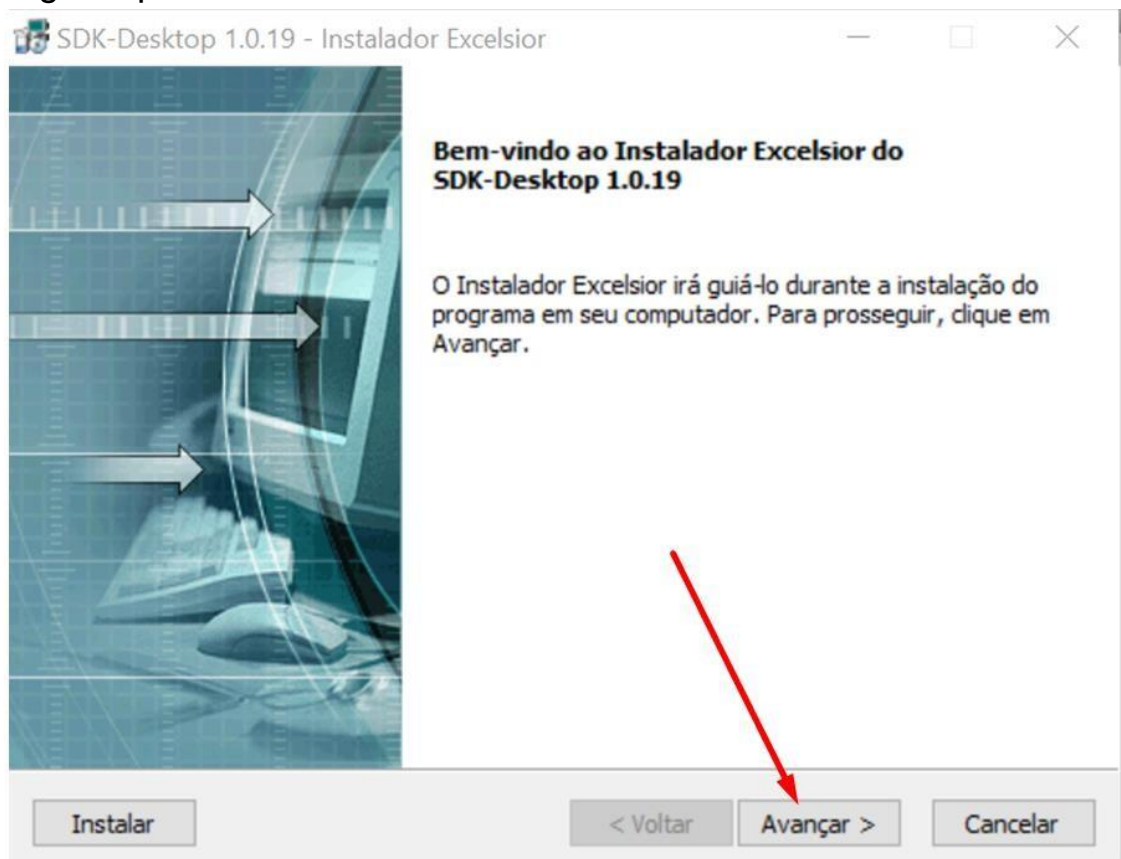 SDK-Desktop 1.0.19 - Instalador Excelsior
Bem-vindo ao Instalador Excelsior do
SDK-Desktop 1.0.19
O Instalador Excelsior irá guiá-lo durante a instalação do
programa em seu computador. Para prosseguir, clique em
Avançar.
Instalar
< Voltar
Avançar >
Cancelar